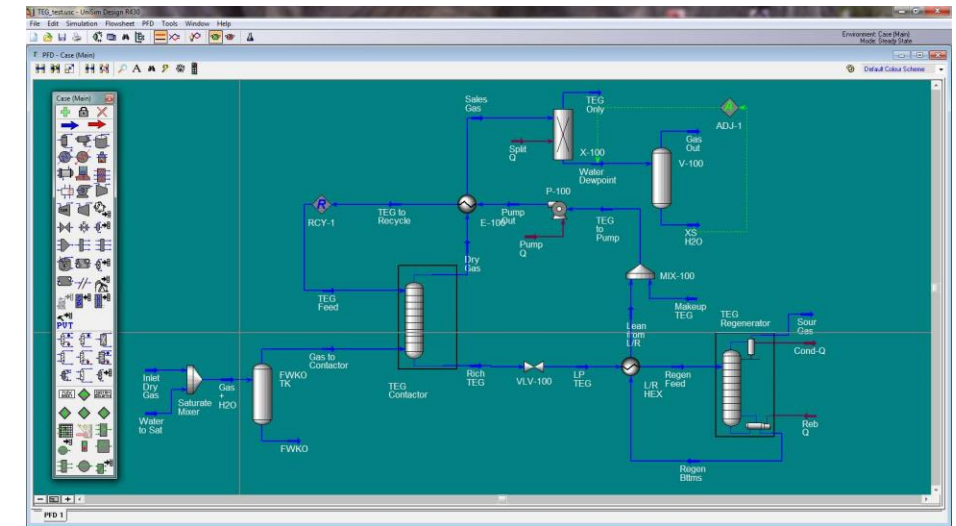 TEG_test.usc - UniSim Design R430
File Edit Simulation Flowsheet PFD Tools Window Help
Environment: Case (Main)
Mode: Steady State
PFD - Case (Main)
Default Colour Scheme
Case (Main)
PVT
Sales
Gas
TEG
Only
ADJ-1
Split
Q
X-100
Gas
Out
V-100
Water
Dewpoint
P-100
RCY-1
TEG to
Recycle
E-100
Pump
Out
TEG
to
Pump
XS
H2O
Pump
Q
Dry
Gas
MIX-100
TEG
Feed
Makeup
TEG
TEG
Regenerator
Sour
Gas
Lean
from
L/R
Cond-Q
Gas to
Contactor
Inlet
Dry
Gas
FWKO
TK
Rich
TEG
VLV-100
LP
TEG
Regen
Feed
L/R
HEX
TEG
Contactor
Saturate
Mixer
Gas
+
H2O
Water
to Sat
Reb
Q
FWKO
Regen
Bttms
PFD 1